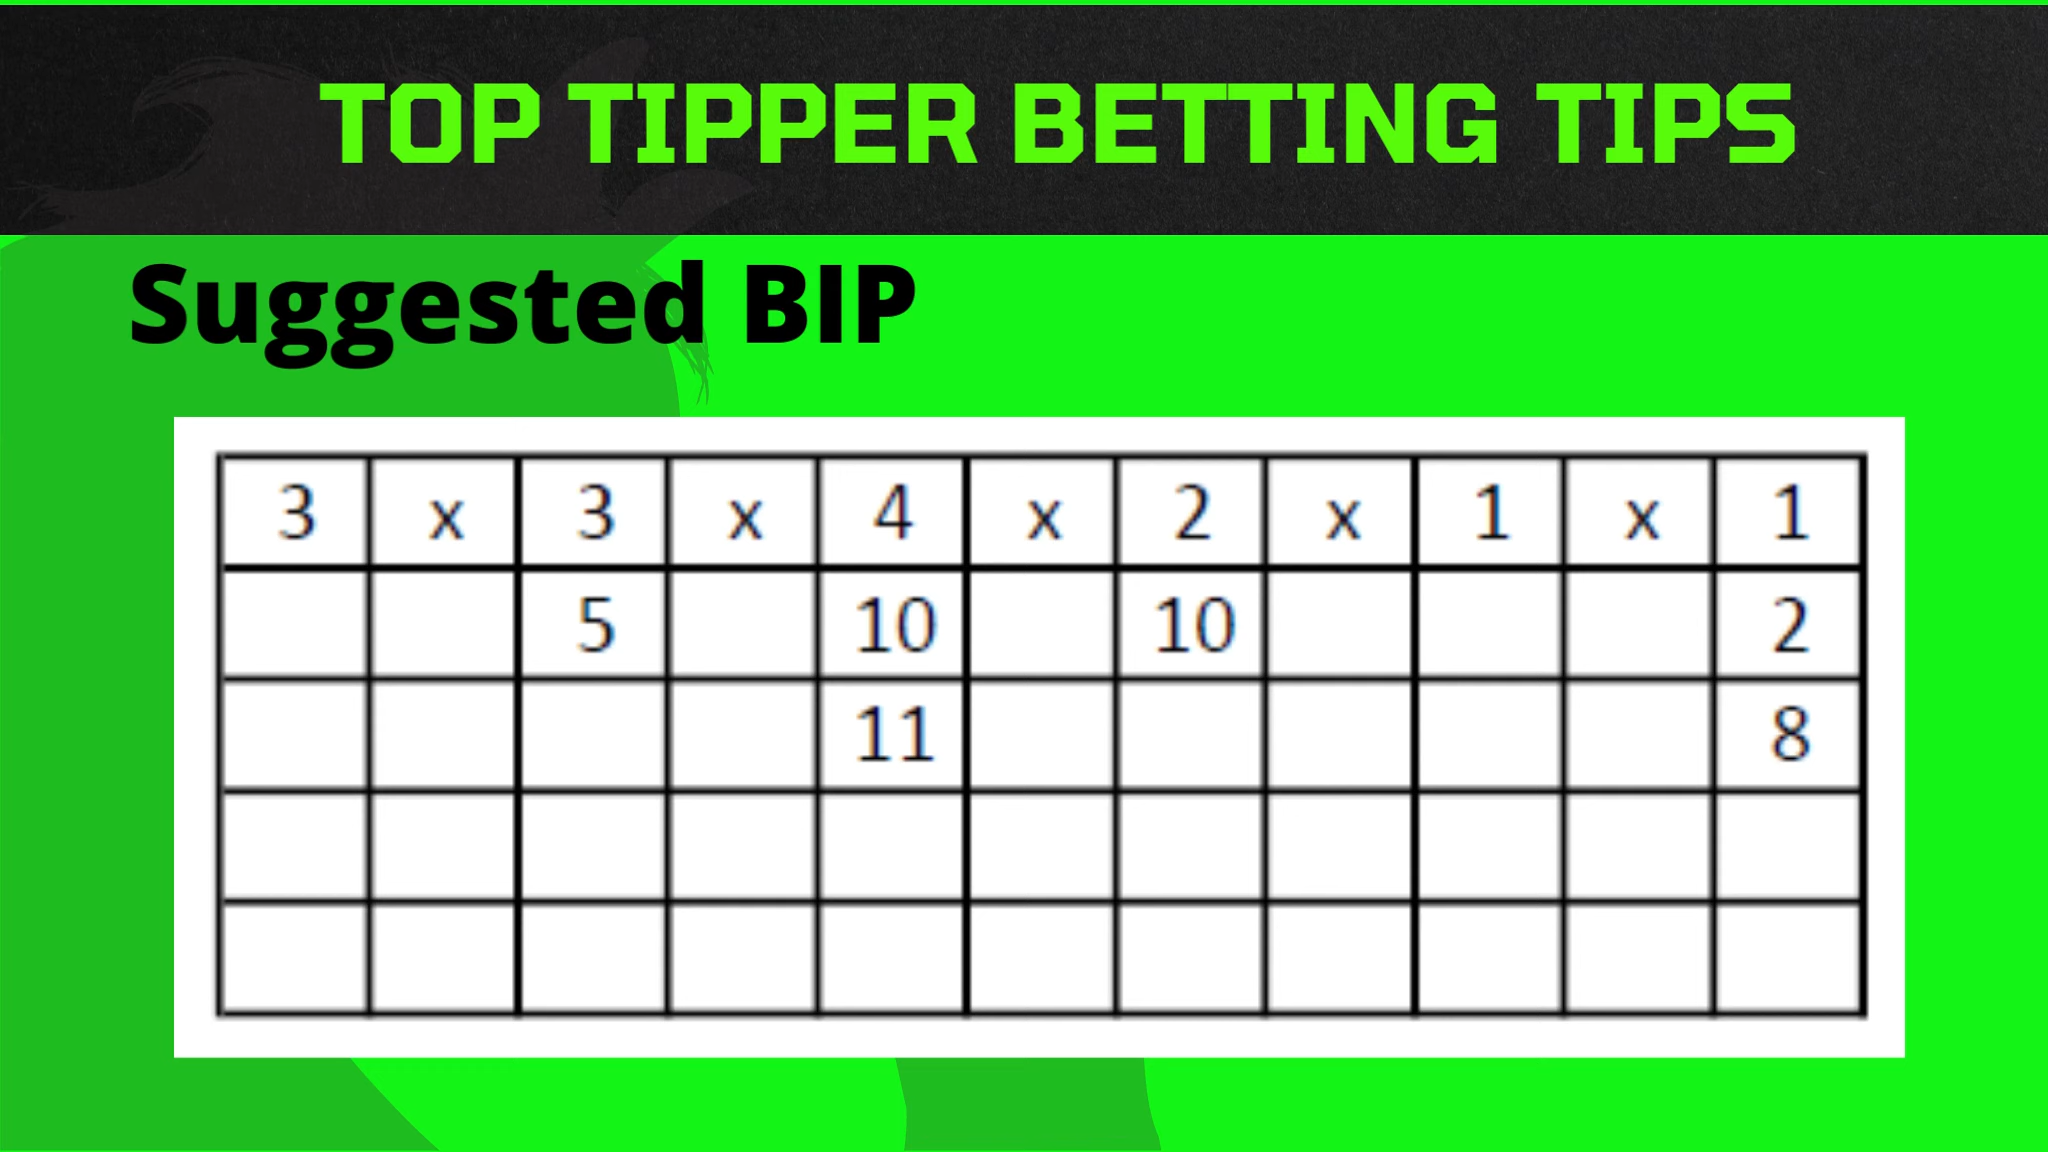 TOP TIPPER BETTING TIPS
Suggested BIP
3 x 3 x 4 x 2 x 1 x 1
5 10 10 2
11 8